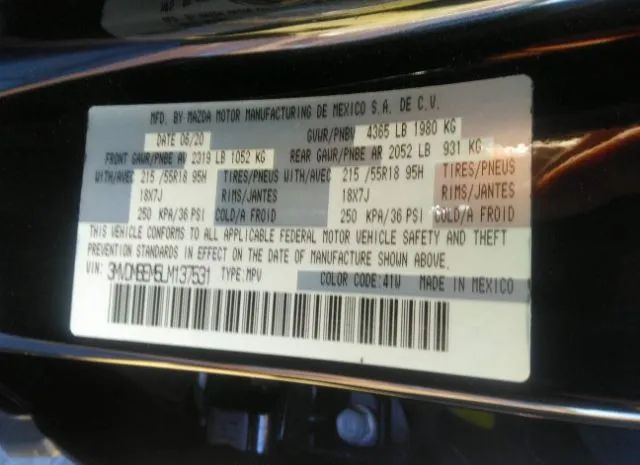 MFD. BY MAZDA MOTOR MANUFACTURING DE MEXICO S.A. DE C.V.
DATE 06/20 GVWR/PNBV 4365 LB 1980 KG
FRONT GAWR/PNBE AV 2319 LB 1052 KG REAR GAWR/PNBE AR 2052 LB 931 KG
WITH/AVEC 215/55R18 95H TIRES/PNEUS WITH/AVEC 215/55R18 95H TIRES/PNEUS
18X7J RIMS/JANTES 18X7J RIMS/JANTES
250 KPA/36 PSI COLD/A FROID 250 KPA/36 PSI COLD/A FROID
THIS VEHICLE CONFORMS TO ALL APPLICABLE FEDERAL MOTOR VEHICLE SAFETY AND THEFT
PREVENTION STANDARDS IN EFFECT ON THE DATE OF MANUFACTURE SHOWN ABOVE.
VIN: 3MVDMBEM5LM137531 TYPE:MPV COLOR CODE:41W MADE IN MEXICO